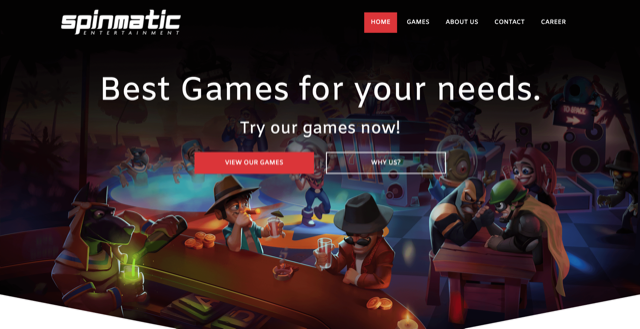 spinmatic
ENTERTAINMENT
HOME GAMES ABOUT US CONTACT CAREER
Best Games for your needs.
Try our games now!
VIEW OUR GAMES WHY US?